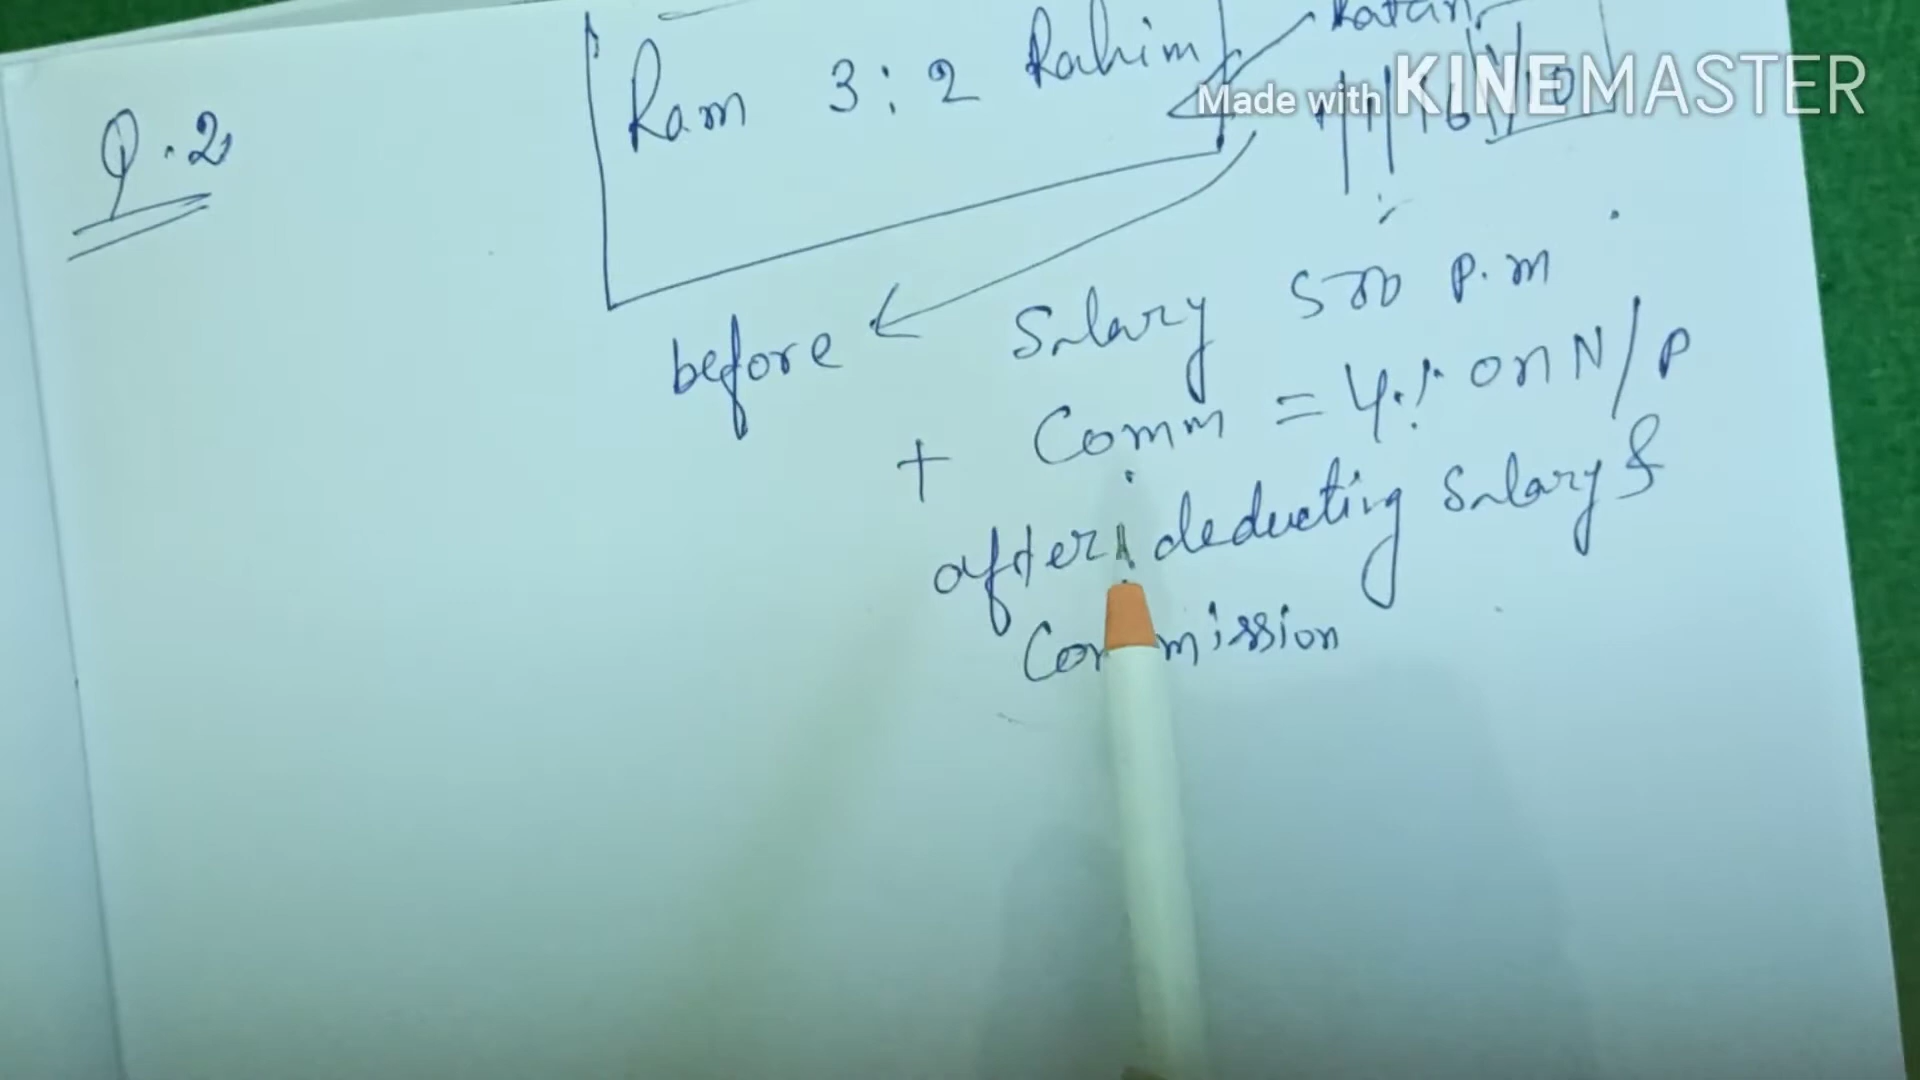 Q.2
Ram 3:2 Rahim
Made with KINEMASTER
before Salary 500 p.m
+ Comm = 4% on N/P
after deducting Salary &
Commission